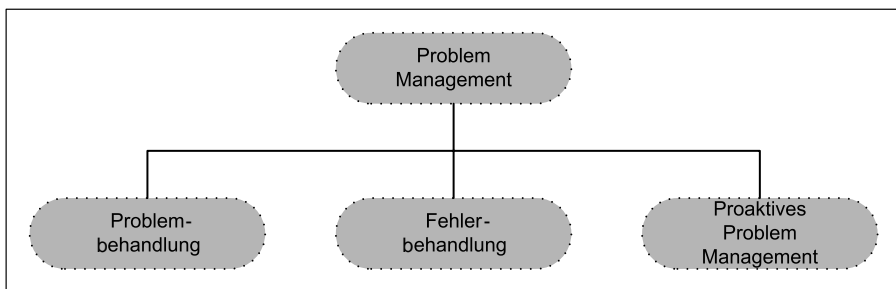 Problem
Management
Problem-
behandlung
Fehler-
behandlung
Proaktives
Problem
Management